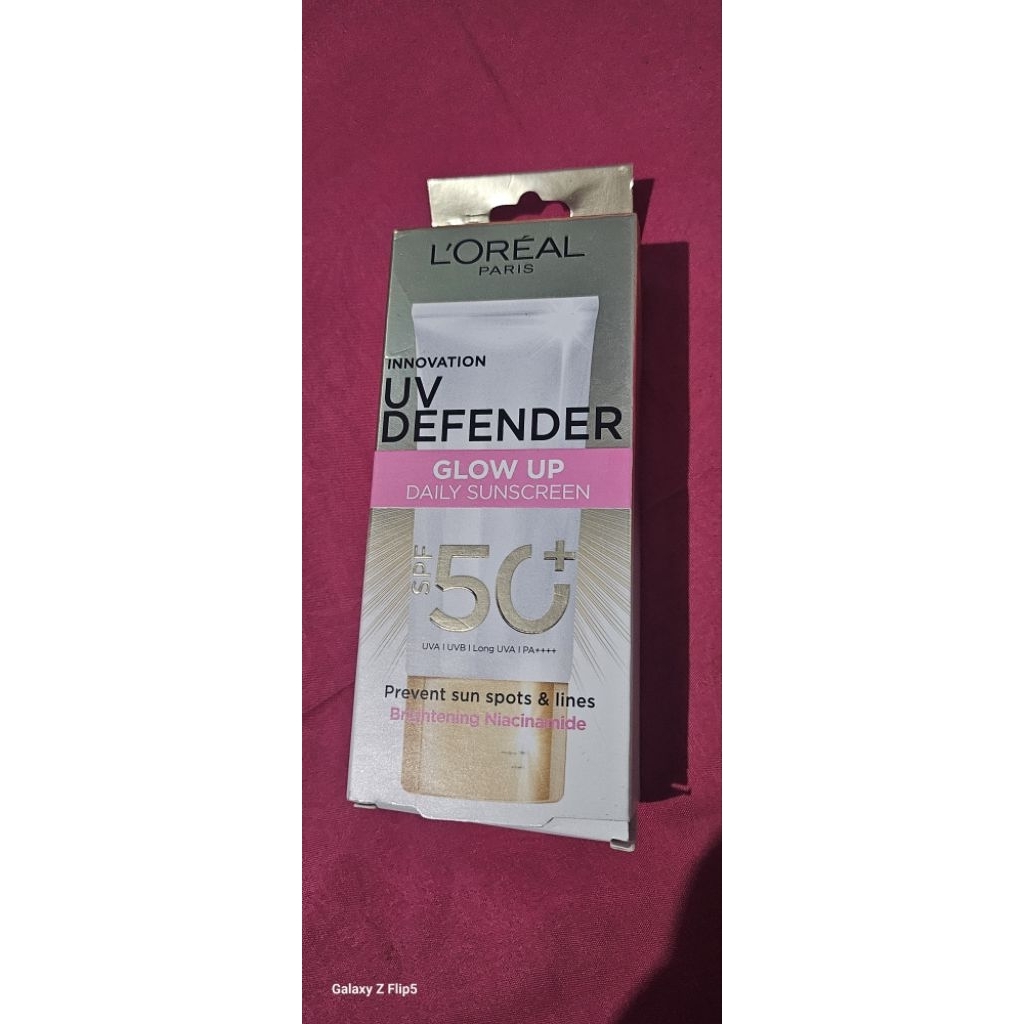 L'ORÉAL
PARIS
INNOVATION
UV
DEFENDER
GLOW UP
DAILY SUNSCREEN
SPF 50+
UVA I UVB I Long UVA I PA++++
Prevent sun spots & lines
Brightening Niacinamide
Galaxy Z Flip5